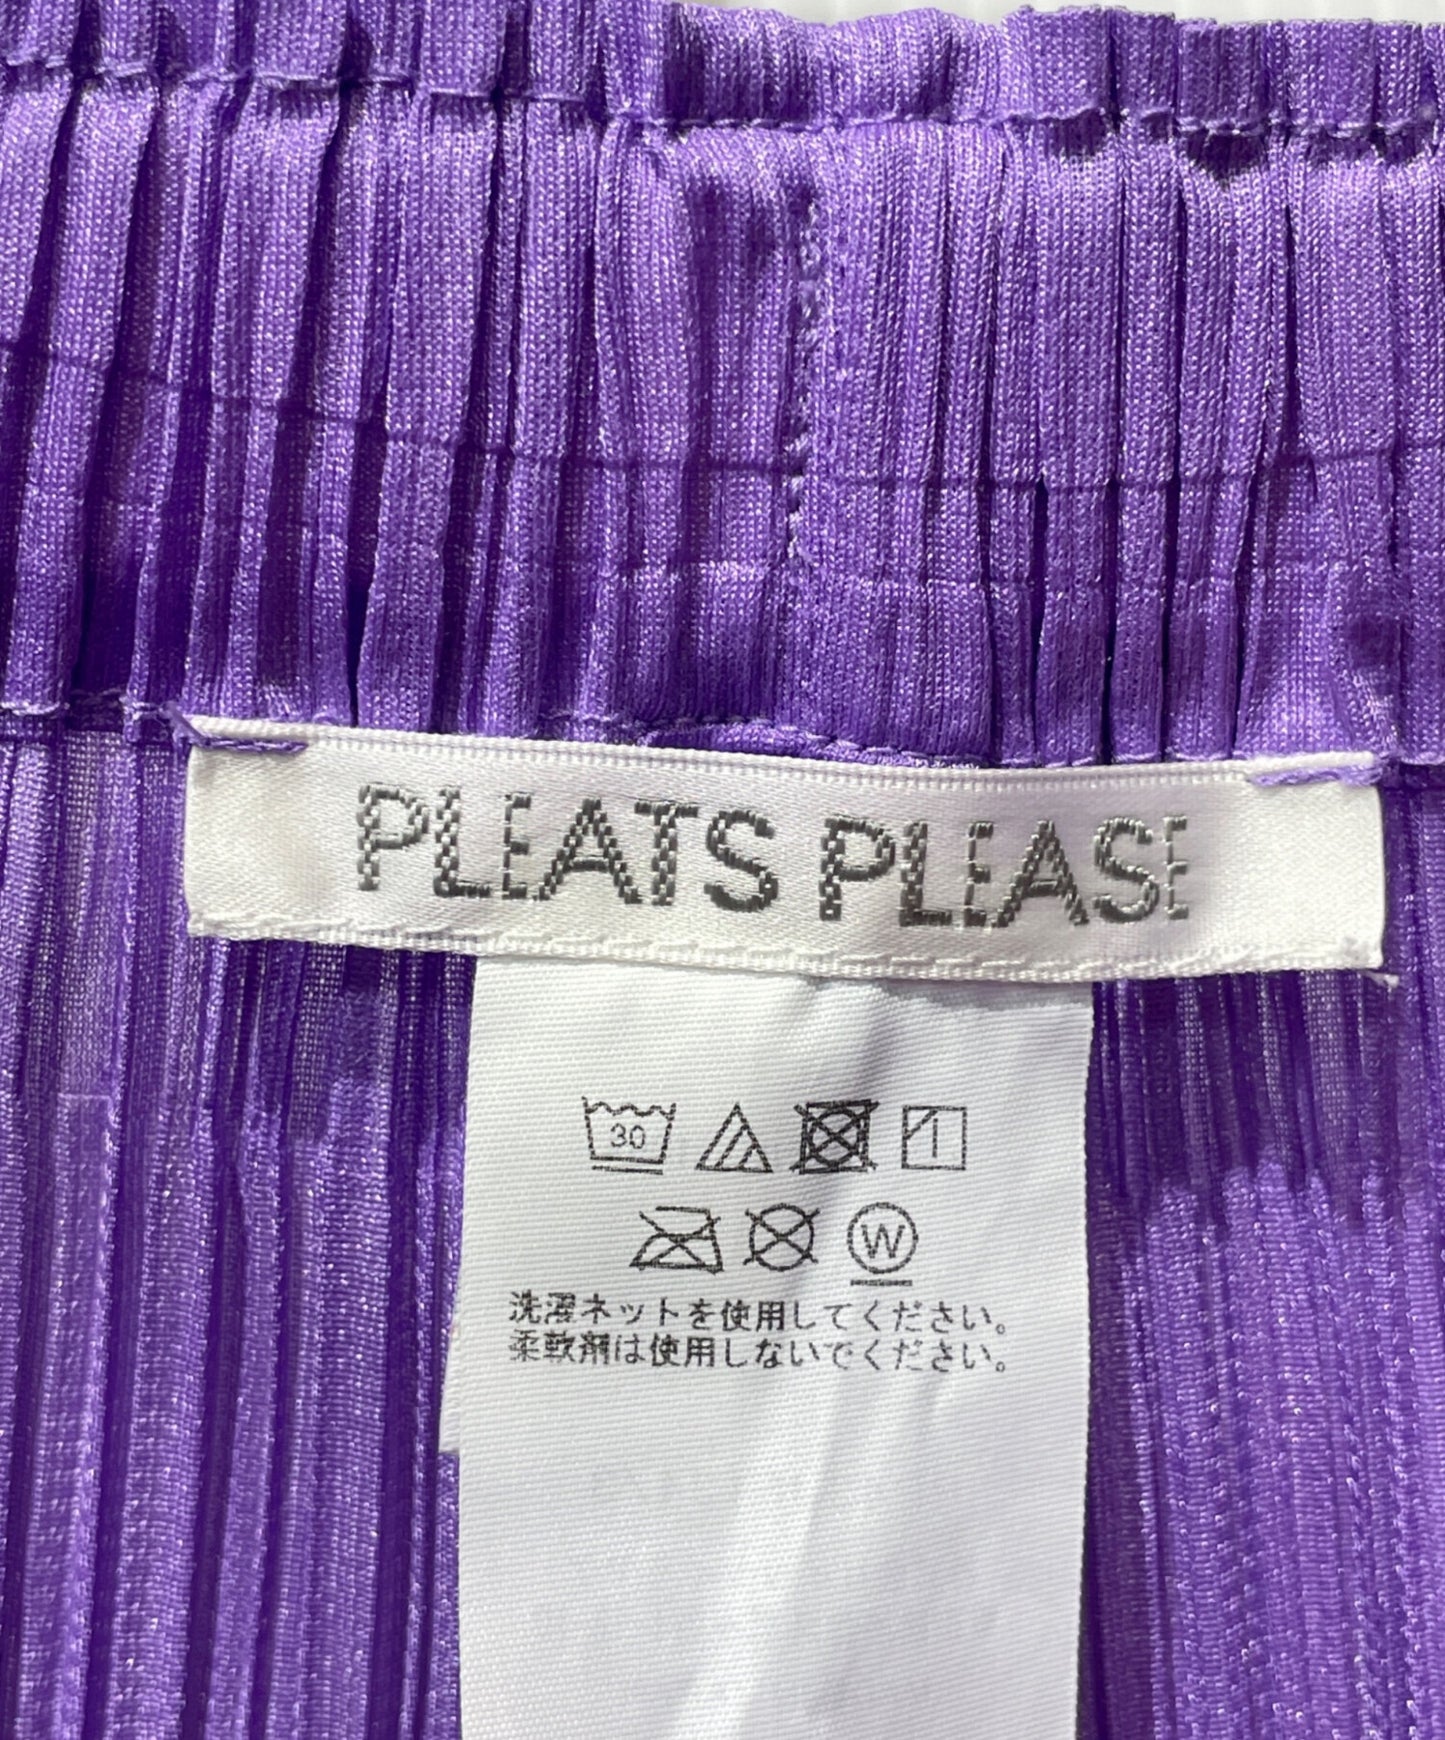 PLEATS PLEASE
30
W
洗濯ネットを使用してください。
柔軟剤は使用しないでください。